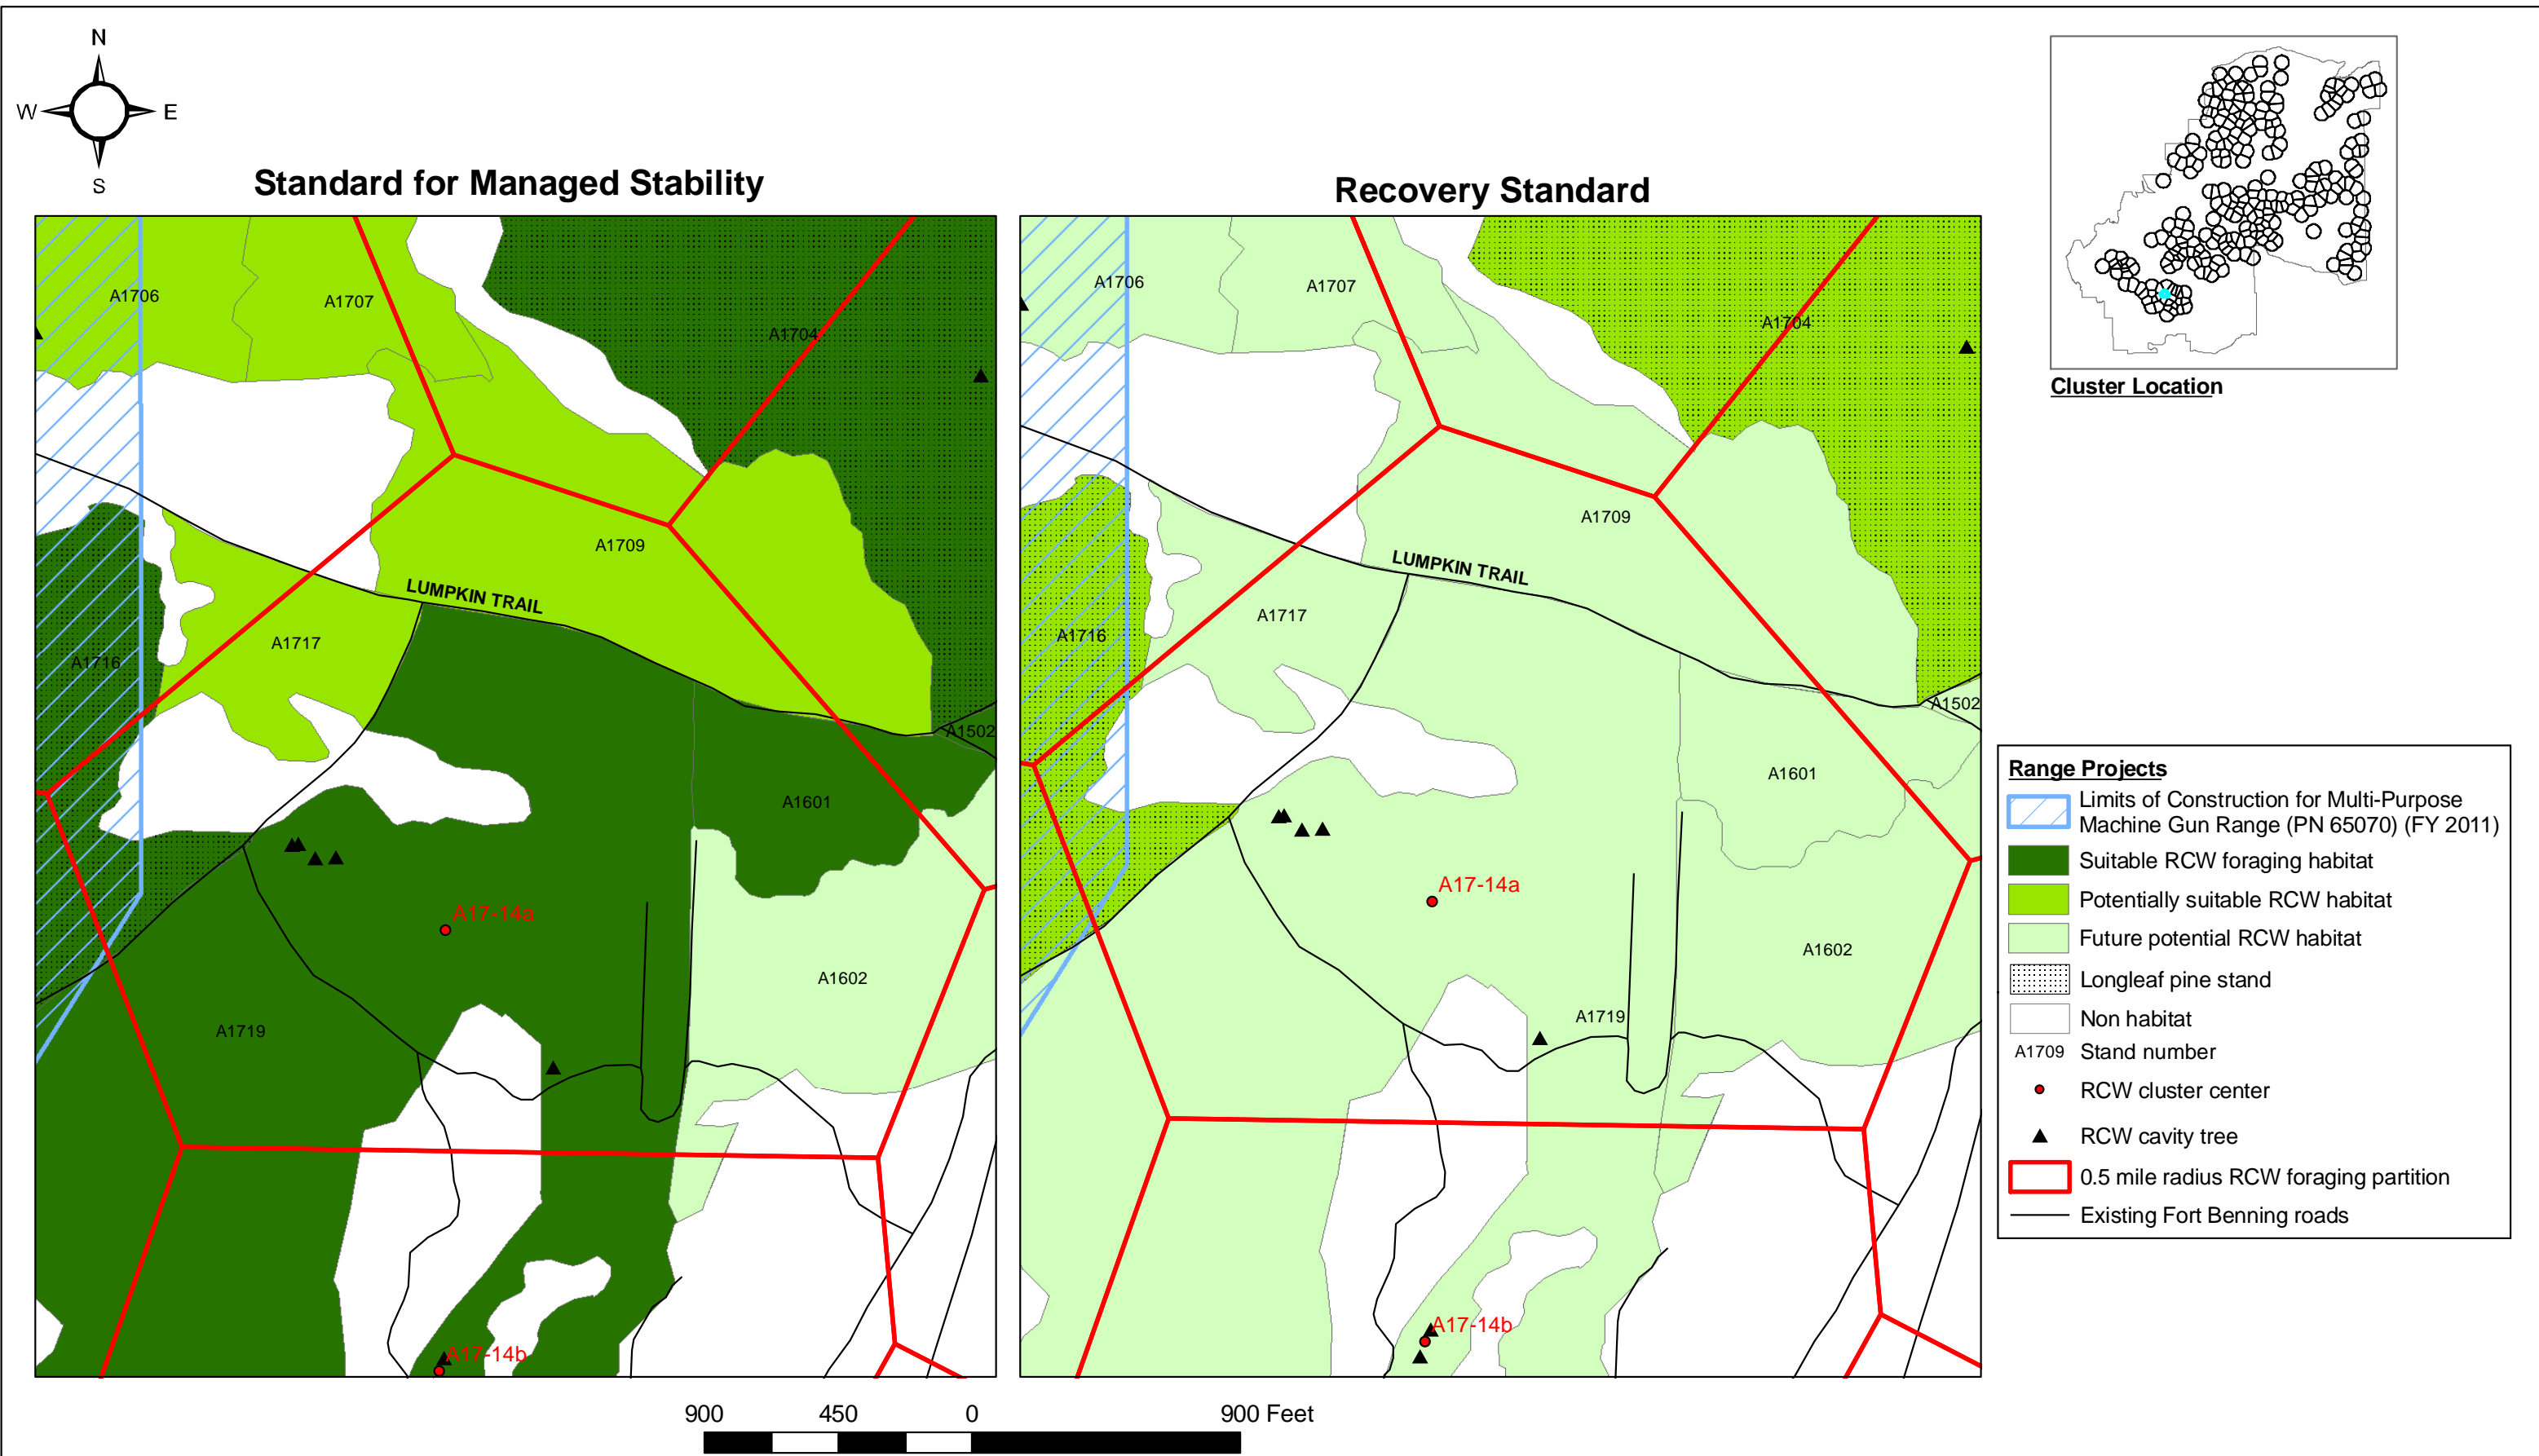 N
W
E
S
Standard for Managed Stability
A1706
A1707
A1704
A1709
LUMPKIN TRAIL
A1717
A1716
A1502
A1601
A17-14a
A1602
A1719
A17-14b
Recovery Standard
A1706
A1707
A1704
A1709
LUMPKIN TRAIL
A1717
A1716
A1502
A1601
A17-14a
A1602
A1719
A17-14b
900 450 0 900 Feet
Cluster Location
Range Projects
Limits of Construction for Multi-Purpose
Machine Gun Range (PN 65070) (FY 2011)
Suitable RCW foraging habitat
Potentially suitable RCW habitat
Future potential RCW habitat
Longleaf pine stand
Non habitat
A1709 Stand number
RCW cluster center
RCW cavity tree
0.5 mile radius RCW foraging partition
Existing Fort Benning roads